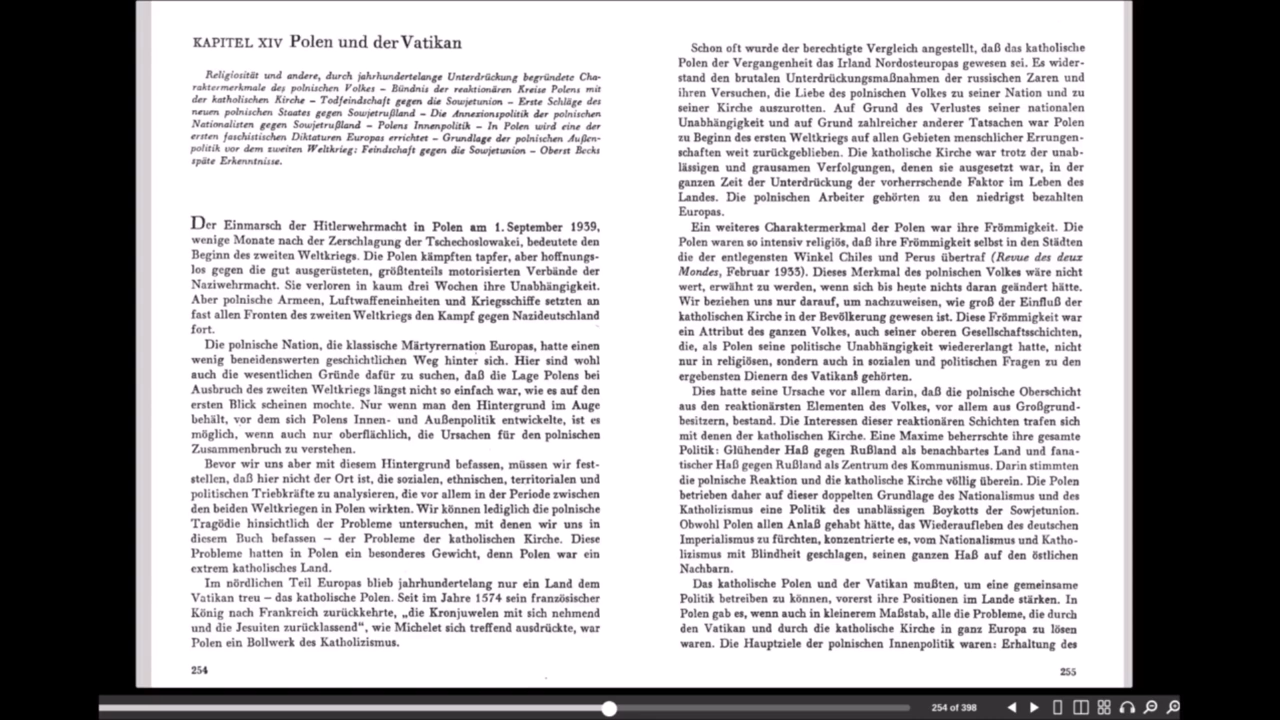 KAPITEL XIV Polen und der Vatikan
Religiosität und andere, durch jahrhundertelange Unterdrückung begründete Cha-
raktermerkmale des polnischen Volkes – Bündnis der reaktionären Kreise Polens mit
der katholischen Kirche – Todfeindschaft gegen die Sowjetunion – Erste Schläge des
neuen polnischen Staates gegen Sowjetrußland – Die Annexionspolitik der polnischen
Nationalisten gegen Sowjetrußland – Polens Innenpolitik – In Polen wird eine der
ersten faschistischen Diktaturen Europas errichtet – Grundlage der polnischen Außen-
politik vor dem zweiten Weltkrieg: Feindschaft gegen die Sowjetunion – Oberst Becks
späte Erkenntnisse.
Der Einmarsch der Hitlerwehrmacht in Polen am 1. September 1939,
wenige Monate nach der Zerschlagung der Tschechoslowakei, bedeutete den
Beginn des zweiten Weltkriegs. Die Polen kämpften tapfer, aber hoffnungs-
los gegen die gut ausgerüsteten, größtenteils motorisierten Verbände der
Naziwehrmacht. Sie verloren in kaum drei Wochen ihre Unabhängigkeit.
Aber polnische Armeen, Luftwaffeneinheiten und Kriegsschiffe setzten an
fast allen Fronten des zweiten Weltkriegs den Kampf gegen Nazideutschland
fort.
Die polnische Nation, die klassische Märtyrernation Europas, hatte einen
wenig beneidenswerten geschichtlichen Weg hinter sich. Hier sind wohl
auch die wesentlichen Gründe dafür zu suchen, daß die Lage Polens bei
Ausbruch des zweiten Weltkriegs längst nicht so einfach war, wie es auf den
ersten Blick scheinen mochte. Nur wenn man den Hintergrund im Auge
behält, vor dem sich Polens Innen- und Außenpolitik entwickelte, ist es
möglich, wenn auch nur oberflächlich, die Ursachen für den polnischen
Zusammenbruch zu verstehen.
Bevor wir uns aber mit diesem Hintergrund befassen, müssen wir fest-
stellen, daß hier nicht der Ort ist, die sozialen, ethnischen, territorialen und
politischen Triebkräfte zu analysieren, die vor allem in der Periode zwischen
den beiden Weltkriegen in Polen wirkten. Wir können lediglich die polnische
Tragödie hinsichtlich der Probleme untersuchen, mit denen wir uns in
diesem Buch befassen – der Probleme der katholischen Kirche. Diese
Probleme hatten in Polen ein besonderes Gewicht, denn Polen war ein
extrem katholisches Land.
Im nördlichen Teil Europas blieb jahrhundertelang nur ein Land dem
Vatikan treu – das katholische Polen. Seit im Jahre 1574 sein französischer
König nach Frankreich zurückkehrte, „die Kronjuwelen mit sich nehmend
und die Jesuiten zurücklassend“, wie Michelet sich treffend ausdrückte, war
Polen ein Bollwerk des Katholizismus.
254
Schon oft wurde der berechtigte Vergleich angestellt, daß das katholische
Polen der Vergangenheit das Irland Nordosteuropas gewesen sei. Es wider-
stand den brutalen Unterdrückungsmaßnahmen der russischen Zaren und
ihren Versuchen, die Liebe des polnischen Volkes zu seiner Nation und zu
seiner Kirche auszurotten. Auf Grund des Verlustes seiner nationalen
Unabhängigkeit und auf Grund zahlreicher anderer Tatsachen war Polen
zu Beginn des ersten Weltkriegs auf allen Gebieten menschlicher Errungen-
schaften weit zurückgeblieben. Die katholische Kirche war trotz der unab-
lässigen und grausamen Verfolgungen, denen sie ausgesetzt war, in der
ganzen Zeit der Unterdrückung der vorherrschende Faktor im Leben des
Landes. Die polnischen Arbeiter gehörten zu den niedrigst bezahlten
Europas.
Ein weiteres Charaktermerkmal der Polen war ihre Frömmigkeit. Die
Polen waren so intensiv religiös, daß ihre Frömmigkeit selbst in den Städten
die der entlegensten Winkel Chiles und Perus übertraf (Revue des deux
Mondes, Februar 1933). Dieses Merkmal des polnischen Volkes wäre nicht
wert, erwähnt zu werden, wenn sich bis heute nichts daran geändert hätte.
Wir beziehen uns nur darauf, um nachzuweisen, wie groß der Einfluß der
katholischen Kirche in der Bevölkerung gewesen ist. Diese Frömmigkeit war
ein Attribut des ganzen Volkes, auch seiner oberen Gesellschaftsschichten,
die, als Polen seine politische Unabhängigkeit wiedererlangt hatte, nicht
nur in religiösen, sondern auch in sozialen und politischen Fragen zu den
ergebensten Dienern des Vatikans gehörten.
Dies hatte seine Ursache vor allem darin, daß die polnische Oberschicht
aus den reaktionärsten Elementen des Volkes, vor allem aus Großgrund-
besitzern, bestand. Die Interessen dieser reaktionären Schichten trafen sich
mit denen der katholischen Kirche. Eine Maxime beherrschte ihre gesamte
Politik: Glühender Haß gegen Rußland als benachbartes Land und fana-
tischer Haß gegen Rußland als Zentrum des Kommunismus. Darin stimmten
die polnische Reaktion und die katholische Kirche völlig überein. Die Polen
betrieben daher auf dieser doppelten Grundlage des Nationalismus und des
Katholizismus eine Politik des unablässigen Boykotts der Sowjetunion.
Obwohl Polen allen Anlaß gehabt hätte, das Wiederaufleben des deutschen
Imperialismus zu fürchten, konzentrierte es, vom Nationalismus und Katho-
lizismus mit Blindheit geschlagen, seinen ganzen Haß auf den östlichen
Nachbarn.
Das katholische Polen und der Vatikan mußten, um eine gemeinsame
Politik betreiben zu können, vorerst ihre Positionen im Lande stärken. In
Polen gab es, wenn auch in kleinerem Maßstab, alle die Probleme, die durch
den Vatikan und durch die katholische Kirche in ganz Europa zu lösen
waren. Die Hauptziele der polnischen Innenpolitik waren: Erhaltung des
255
254 of 398